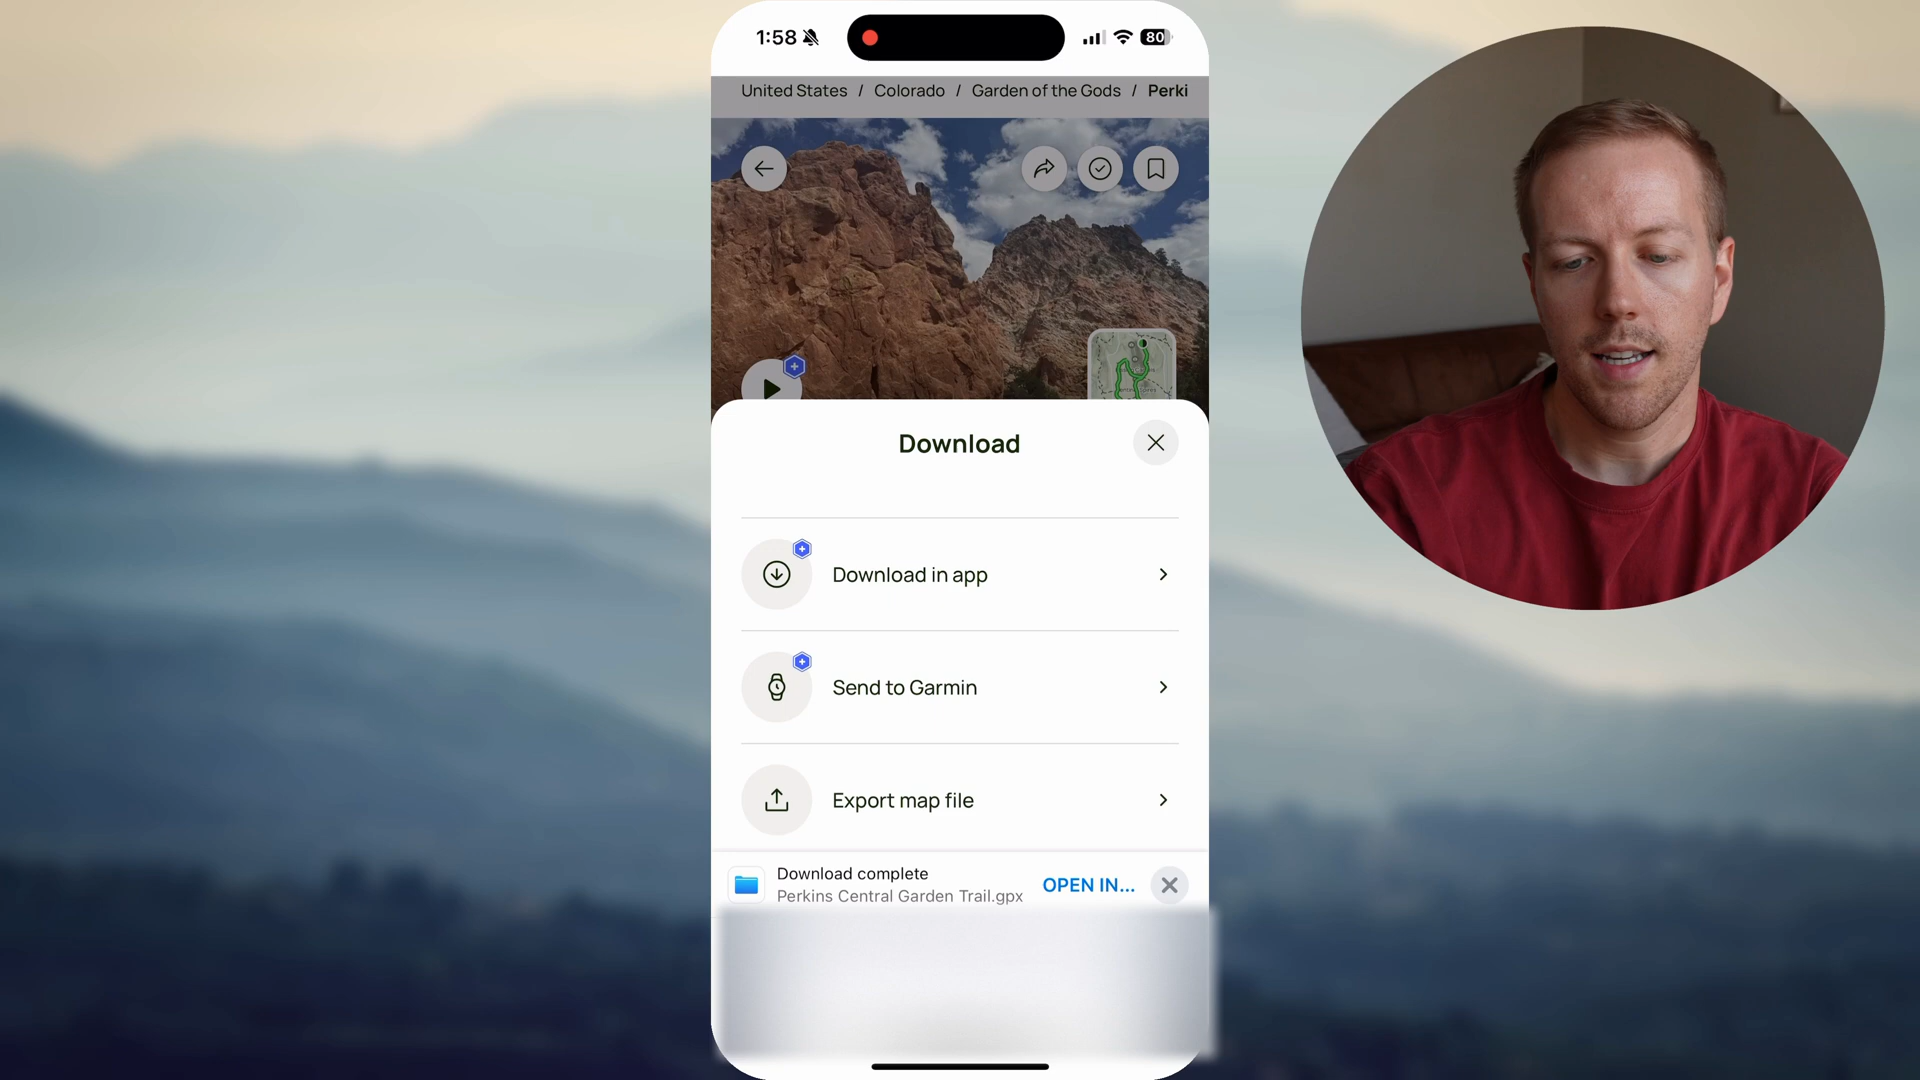 1:58
80
United States / Colorado / Garden of the Gods / Perki
Download
Download in app
Send to Garmin
Export map file
Download complete
Perkins Central Garden Trail.gpx
OPEN IN...